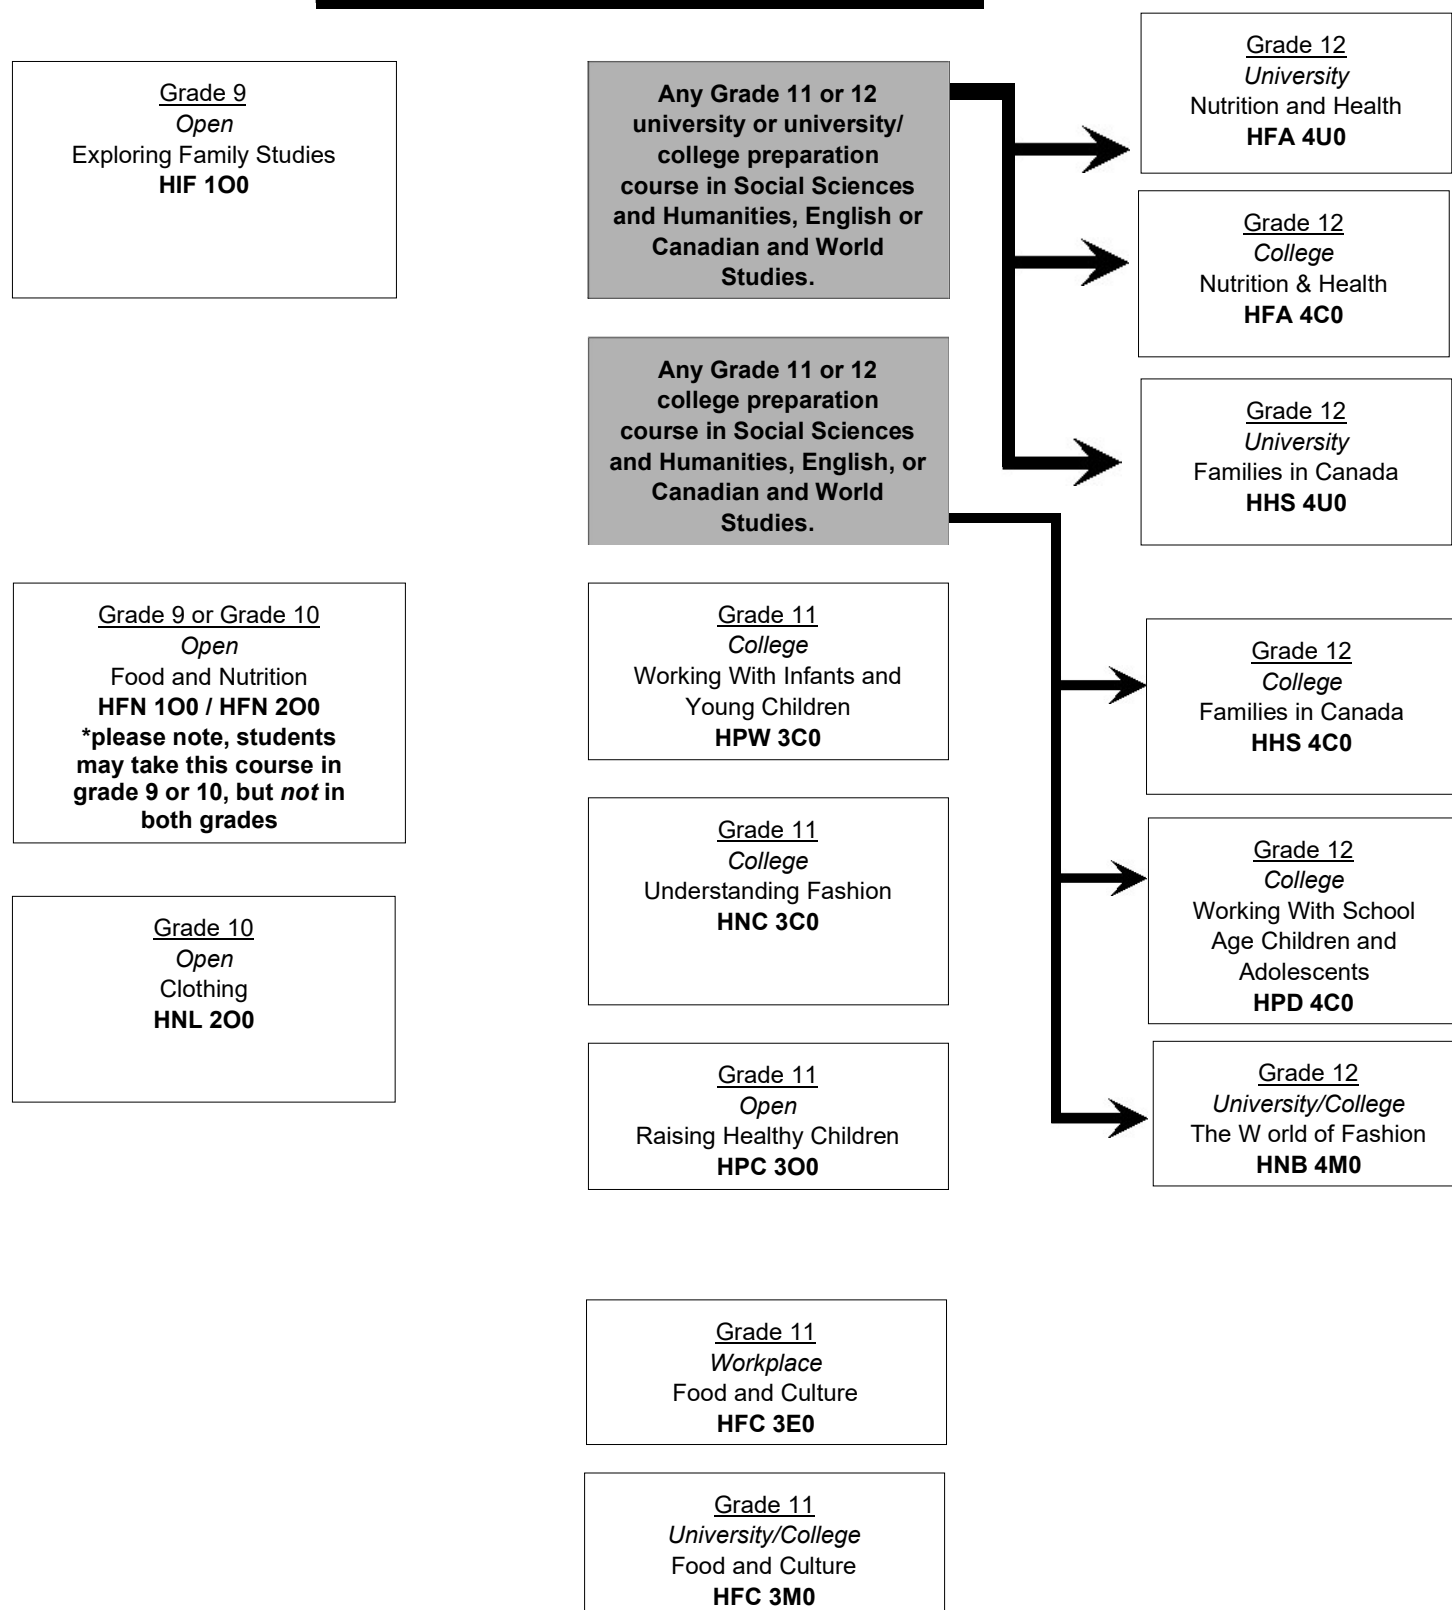 Grade 9
Open
Exploring Family Studies
HIF 1O0
Any Grade 11 or 12
university or university/
college preparation
course in Social Sciences
and Humanities, English or
Canadian and World
Studies.
Grade 12
University
Nutrition and Health
HFA 4U0
Grade 12
College
Nutrition & Health
HFA 4C0
Any Grade 11 or 12
college preparation
course in Social Sciences
and Humanities, English, or
Canadian and World
Studies.
Grade 12
University
Families in Canada
HHS 4U0
Grade 9 or Grade 10
Open
Food and Nutrition
HFN 1O0 / HFN 2O0
*please note, students
may take this course in
grade 9 or 10, but not in
both grades
Grade 11
College
Working With Infants and
Young Children
HPW 3C0
Grade 12
College
Families in Canada
HHS 4C0
Grade 11
College
Understanding Fashion
HNC 3C0
Grade 12
College
Working With School
Age Children and
Adolescents
HPD 4C0
Grade 10
Open
Clothing
HNL 2O0
Grade 11
Open
Raising Healthy Children
HPC 3O0
Grade 12
University/College
The W orld of Fashion
HNB 4M0
Grade 11
Workplace
Food and Culture
HFC 3E0
Grade 11
University/College
Food and Culture
HFC 3M0